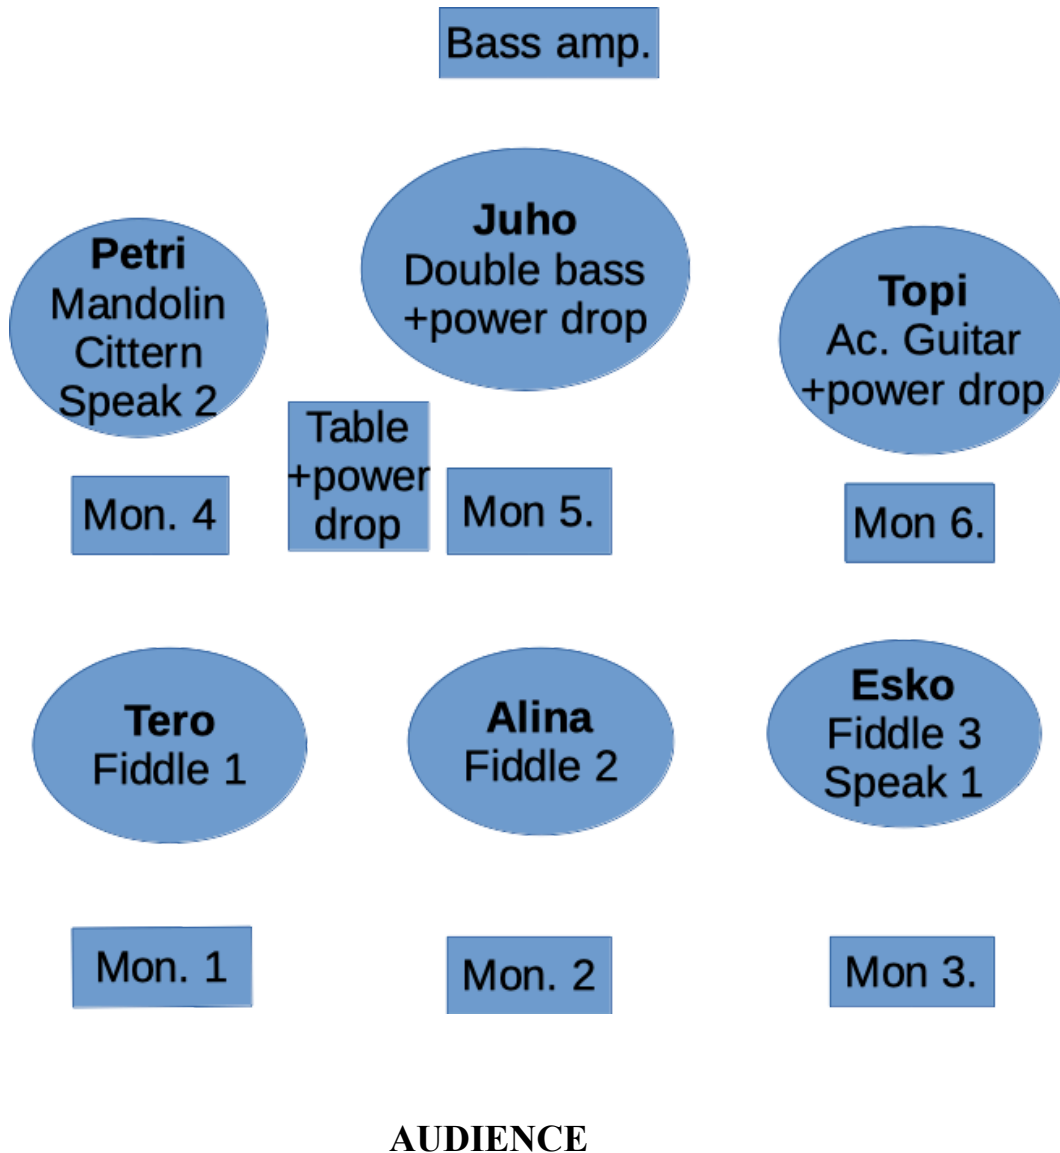 Bass amp.
Petri
Mandolin
Cittern
Speak 2
Juho
Double bass
+power drop
Topi
Ac. Guitar
+power drop
Table
+power
drop
Mon. 4
Mon 5.
Mon 6.
Tero
Fiddle 1
Alina
Fiddle 2
Esko
Fiddle 3
Speak 1
Mon. 1
Mon. 2
Mon 3.
AUDIENCE